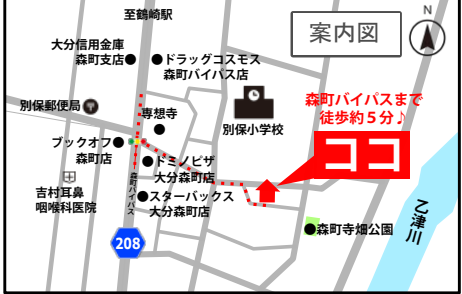 至鶴崎駅
案内図
N
大分信用金庫
森町支店
ドラッグコスモス
森町バイパス店
別保郵便局
専想寺
別保小学校
森町バイパスまで
徒歩約５分♪
ココ
ブックオフ
森町店
ドミノピザ
大分森町店
吉村耳鼻
咽喉科医院
森町バイパス
スターバックス
大分森町店
208
森町寺畑公園
乙津川